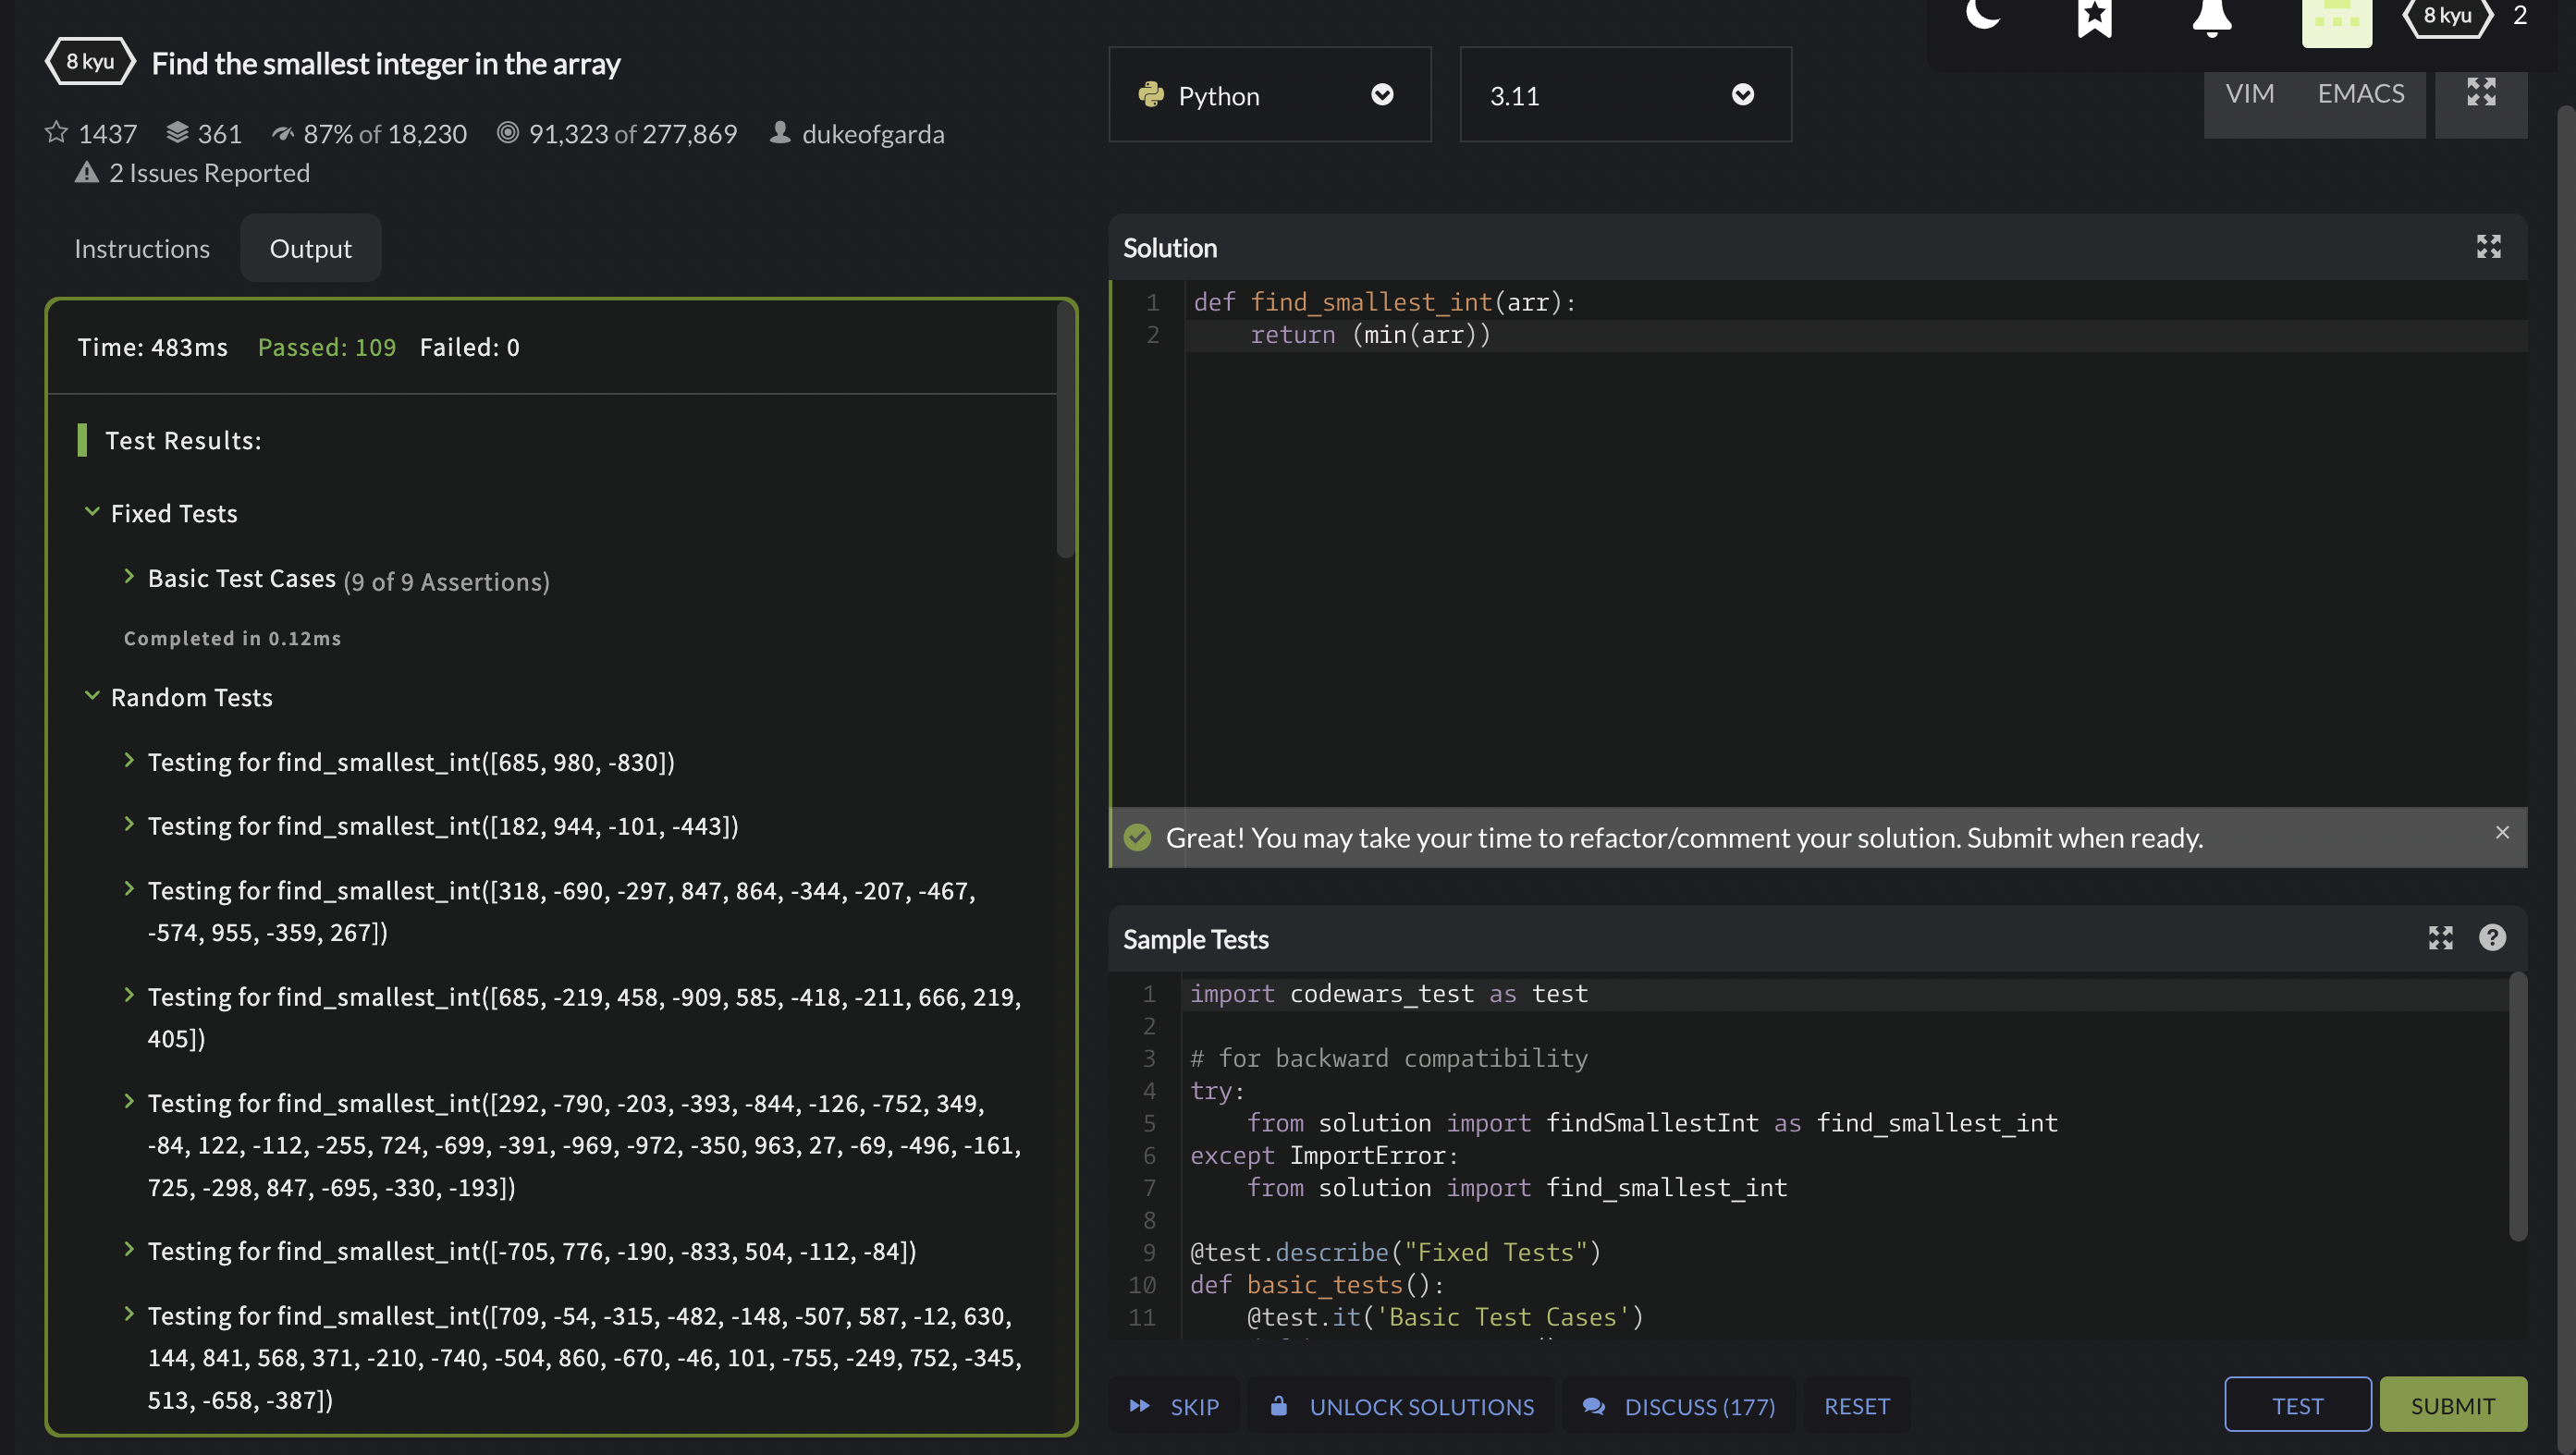 8 kyu Find the smallest integer in the array
1437 361 87% of 18,230 91,323 of 277,869 dukeofgarda
2 Issues Reported
Instructions Output
Time: 483ms Passed: 109 Failed: 0
Test Results:
Fixed Tests
Basic Test Cases (9 of 9 Assertions)
Completed in 0.12ms
Random Tests
Testing for find_smallest_int([685, 980, -830])
Testing for find_smallest_int([182, 944, -101, -443])
Testing for find_smallest_int([318, -690, -297, 847, 864, -344, -207, -467,
-574, 955, -359, 267])
Testing for find_smallest_int([685, -219, 458, -909, 585, -418, -211, 666, 219,
405])
Testing for find_smallest_int([292, -790, -203, -393, -844, -126, -752, 349,
-84, 122, -112, -255, 724, -699, -391, -969, -972, -350, 963, 27, -69, -496, -161,
725, -298, 847, -695, -330, -193])
Testing for find_smallest_int([-705, 776, -190, -833, 504, -112, -84])
Testing for find_smallest_int([709, -54, -315, -482, -148, -507, 587, -12, 630,
144, 841, 568, 371, -210, -740, -504, 860, -670, -46, 101, -755, -249, 752, -345,
513, -658, -387])
8 kyu 2
Python 3.11 VIM EMACS
Solution
1 def find_smallest_int(arr):
2     return (min(arr))
Great! You may take your time to refactor/comment your solution. Submit when ready.
Sample Tests
1 import codewars_test as test
2
3 # for backward compatibility
4 try:
5     from solution import findSmallestInt as find_smallest_int
6 except ImportError:
7     from solution import find_smallest_int
8
9 @test.describe("Fixed Tests")
10 def basic_tests():
11     @test.it('Basic Test Cases')
SKIP UNLOCK SOLUTIONS DISCUSS (177) RESET TEST SUBMIT